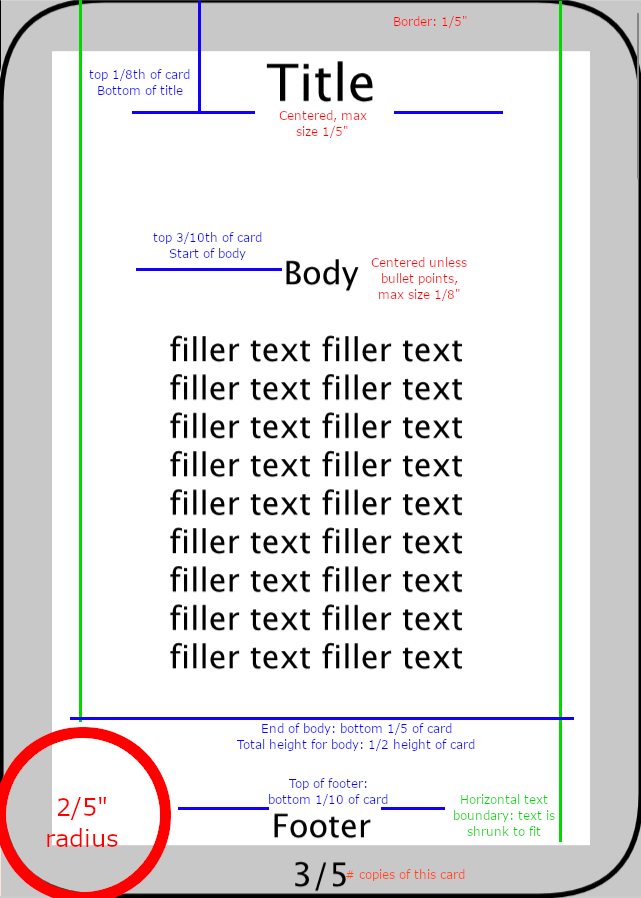 Border: 1/5"
top 1/8th of card
Bottom of title
Title
Centered, max
size 1/5"
top 3/10th of card
Start of body
Body
Centered unless
bullet points,
max size 1/8"
filler text filler text
filler text filler text
filler text filler text
filler text filler text
filler text filler text
filler text filler text
filler text filler text
filler text filler text
filler text filler text
End of body: bottom 1/5 of card
Total height for body: 1/2 height of card
Top of footer:
bottom 1/10 of card
Footer
Horizontal text
boundary: text is
shrunk to fit
2/5"
radius
3/5
# copies of this card